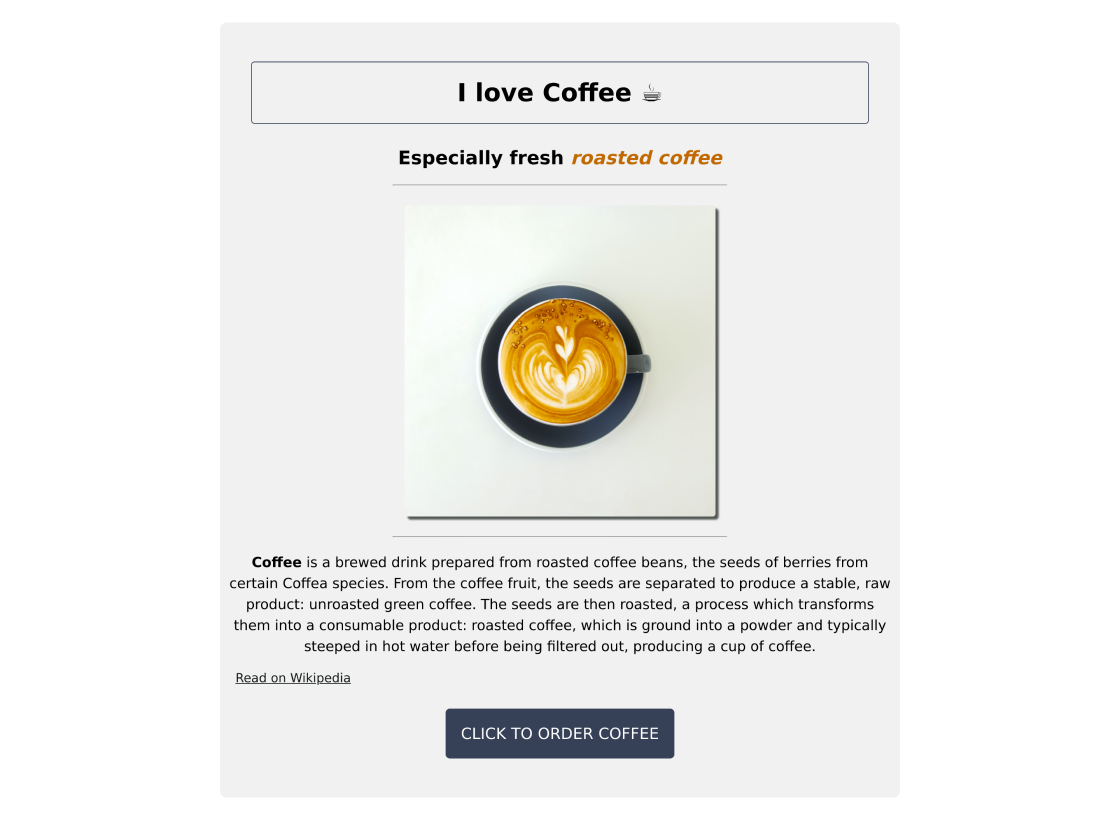 I love Coffee ☕
Especially fresh roasted coffee
Coffee is a brewed drink prepared from roasted coffee beans, the seeds of berries from
certain Coffea species. From the coffee fruit, the seeds are separated to produce a stable, raw
product: unroasted green coffee. The seeds are then roasted, a process which transforms
them into a consumable product: roasted coffee, which is ground into a powder and typically
steeped in hot water before being filtered out, producing a cup of coffee.
Read on Wikipedia
CLICK TO ORDER COFFEE